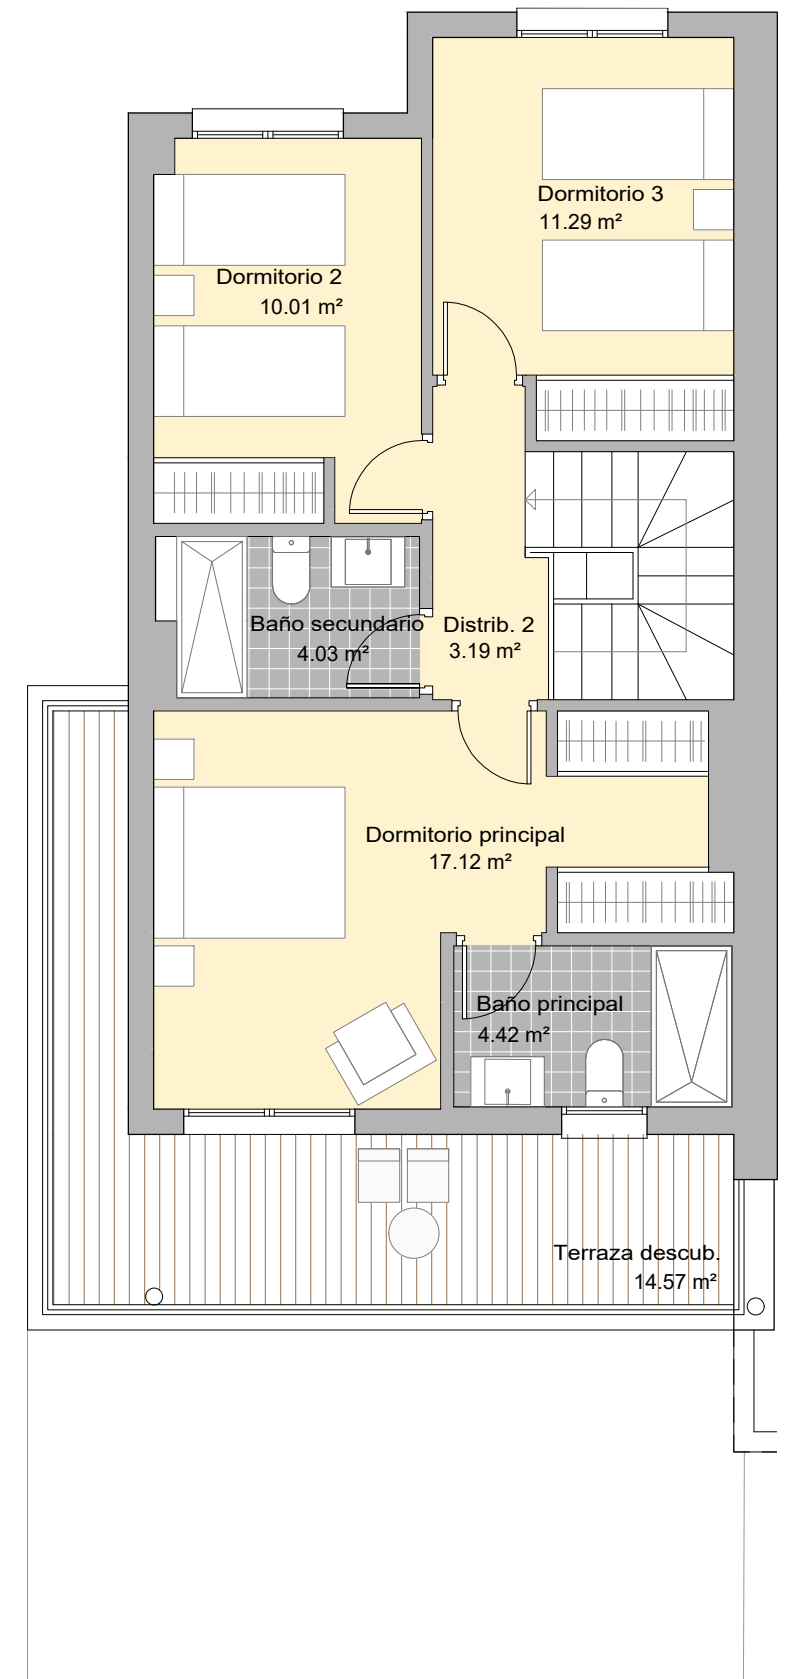 Dormitorio 3
11.29 m²
Dormitorio 2
10.01 m²
Baño secundario
4.03 m²
Distrib. 2
3.19 m²
Dormitorio principal
17.12 m²
Baño principal
4.42 m²
Terraza descub.
14.57 m²